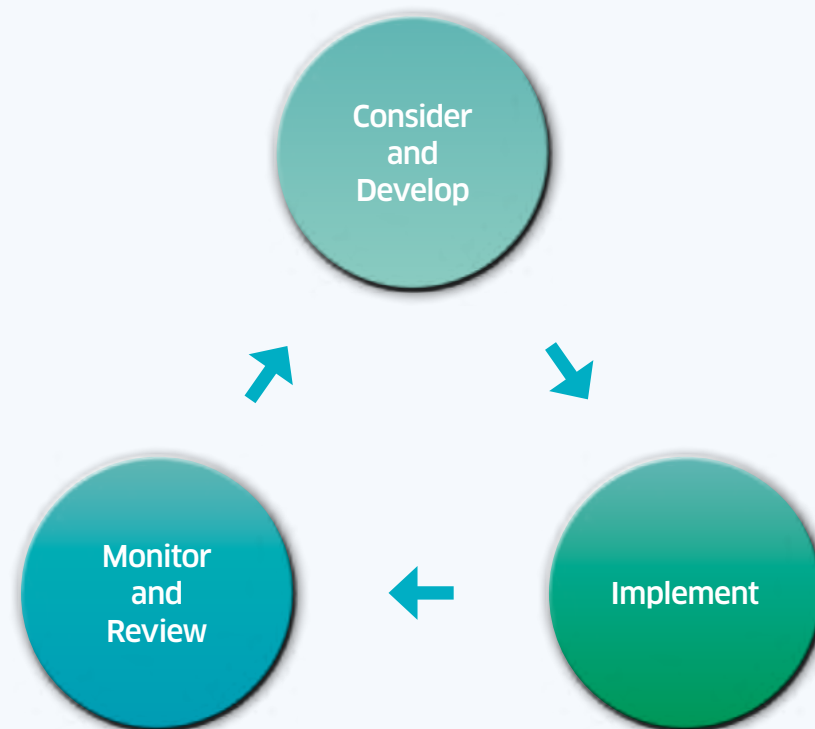 Consider
and
Develop
Monitor
and
Review
Implement